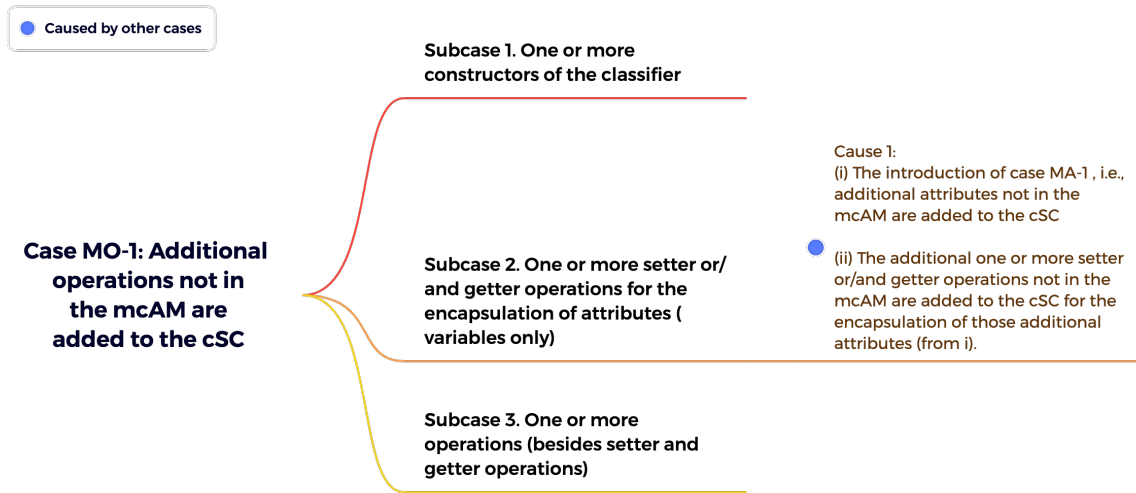 Caused by other cases
Subcase 1. One or more
constructors of the classifier
Case MO-1: Additional
operations not in
the mcAM are
added to the cSC
Subcase 2. One or more setter or/
and getter operations for the
encapsulation of attributes (
variables only)
Cause 1:
(i) The introduction of case MA-1 , i.e.,
additional attributes not in the
mcAM are added to the cSC
(ii) The additional one or more setter
or/and getter operations not in the
mcAM are added to the cSC for the
encapsulation of those additional
attributes (from i).
Subcase 3. One or more
operations (besides setter and
getter operations)